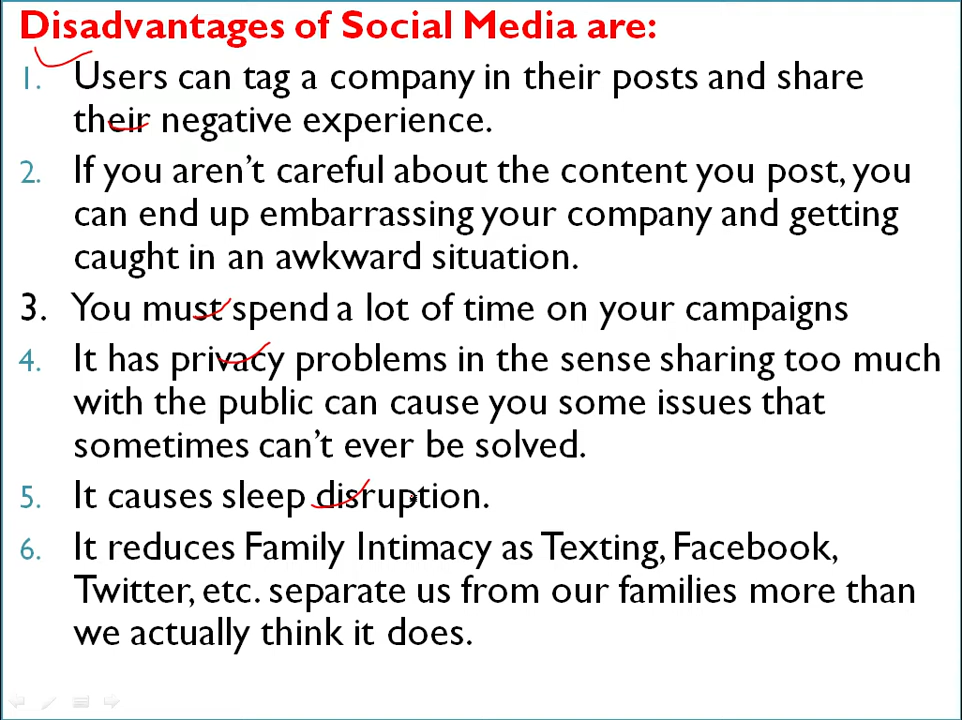 Disadvantages of Social Media are:
1. Users can tag a company in their posts and share
their negative experience.
2. If you aren't careful about the content you post, you
can end up embarrassing your company and getting
caught in an awkward situation.
3. You must spend a lot of time on your campaigns
4. It has privacy problems in the sense sharing too much
with the public can cause you some issues that
sometimes can't ever be solved.
5. It causes sleep disruption.
6. It reduces Family Intimacy as Texting, Facebook,
Twitter, etc. separate us from our families more than
we actually think it does.